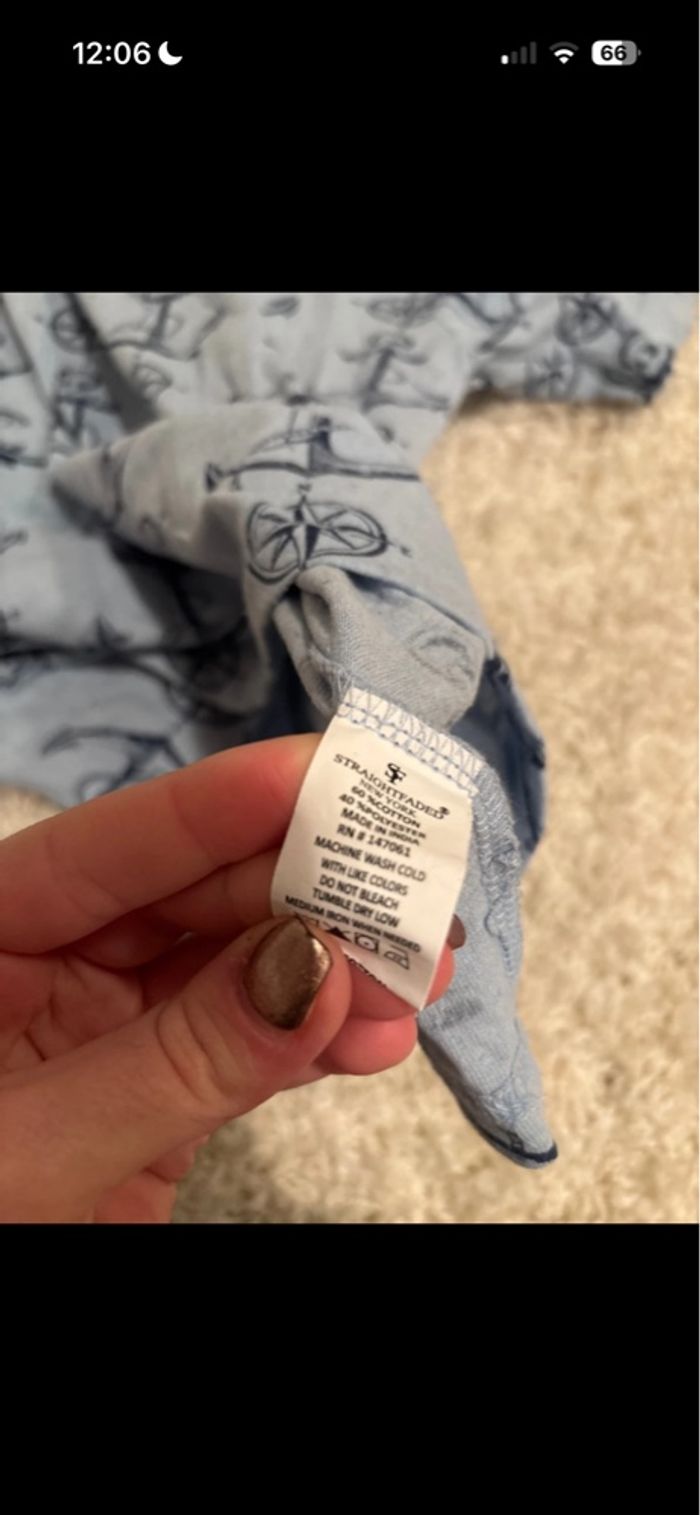 12:06
66
SF
STRAIGHTFADED®
NEW YORK
60 %COTTON
40 %POLYESTER
MADE IN INDIA
RN # 147061
MACHINE WASH COLD
WITH LIKE COLORS
DO NOT BLEACH
TUMBLE DRY LOW
MEDIUM IRON WHEN NEEDED
N